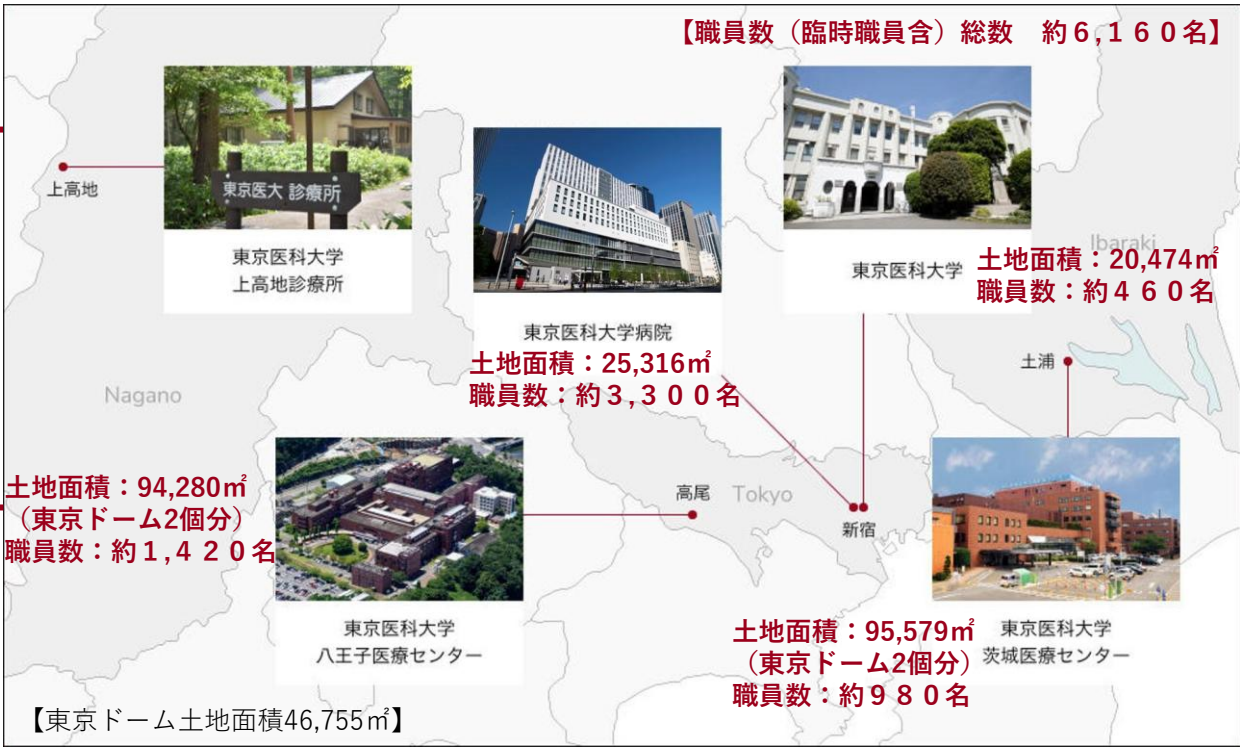 【職員数（臨時職員含）総数　約６,１６０名】
上高地
東京医大 診療所
東京医科大学
上高地診療所
東京医科大学病院
土地面積：25,316㎡
職員数：約３,３００名
東京医科大学
Ibaraki
土地面積：20,474㎡
職員数：約４６０名
土浦
Nagano
土地面積：94,280㎡
（東京ドーム2個分）
職員数：約１,４２０名
高尾
Tokyo
新宿
東京医科大学
八王子医療センター
土地面積：95,579㎡
（東京ドーム2個分）
職員数：約９８０名
東京医科大学
茨城医療センター
【東京ドーム土地面積46,755㎡】